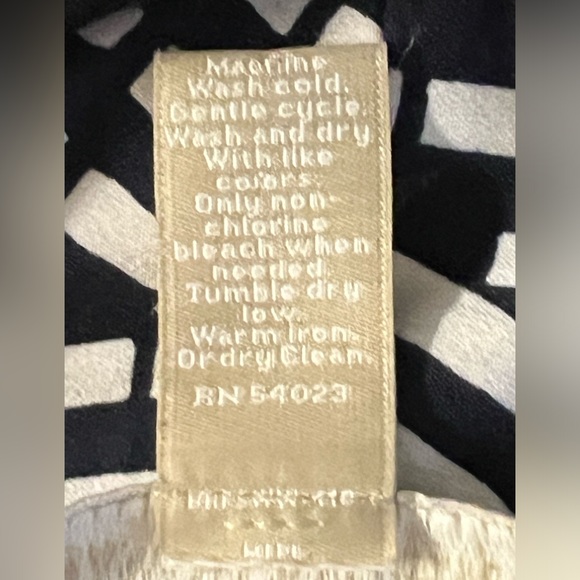 Machine
Wash cold.
Gentle cycle.
Wash and dry
With like
colors.
Only non-
chlorine
bleach when
needed.
Tumble dry
low.
Warm Iron.
Or dry Clean.
RN 54023